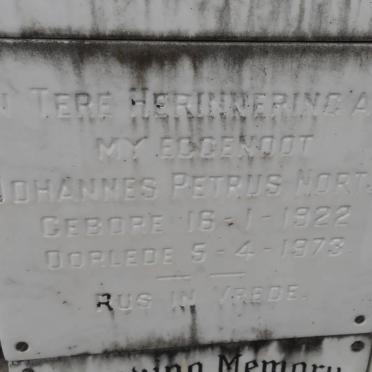 N TERE HERINNERING A
MY EGGENOOT
JOHANNES PETRUS NORT
GEBORE 16-1-1922
OORLEDE 5-4-1973
RUS IN VREDE.
Memory